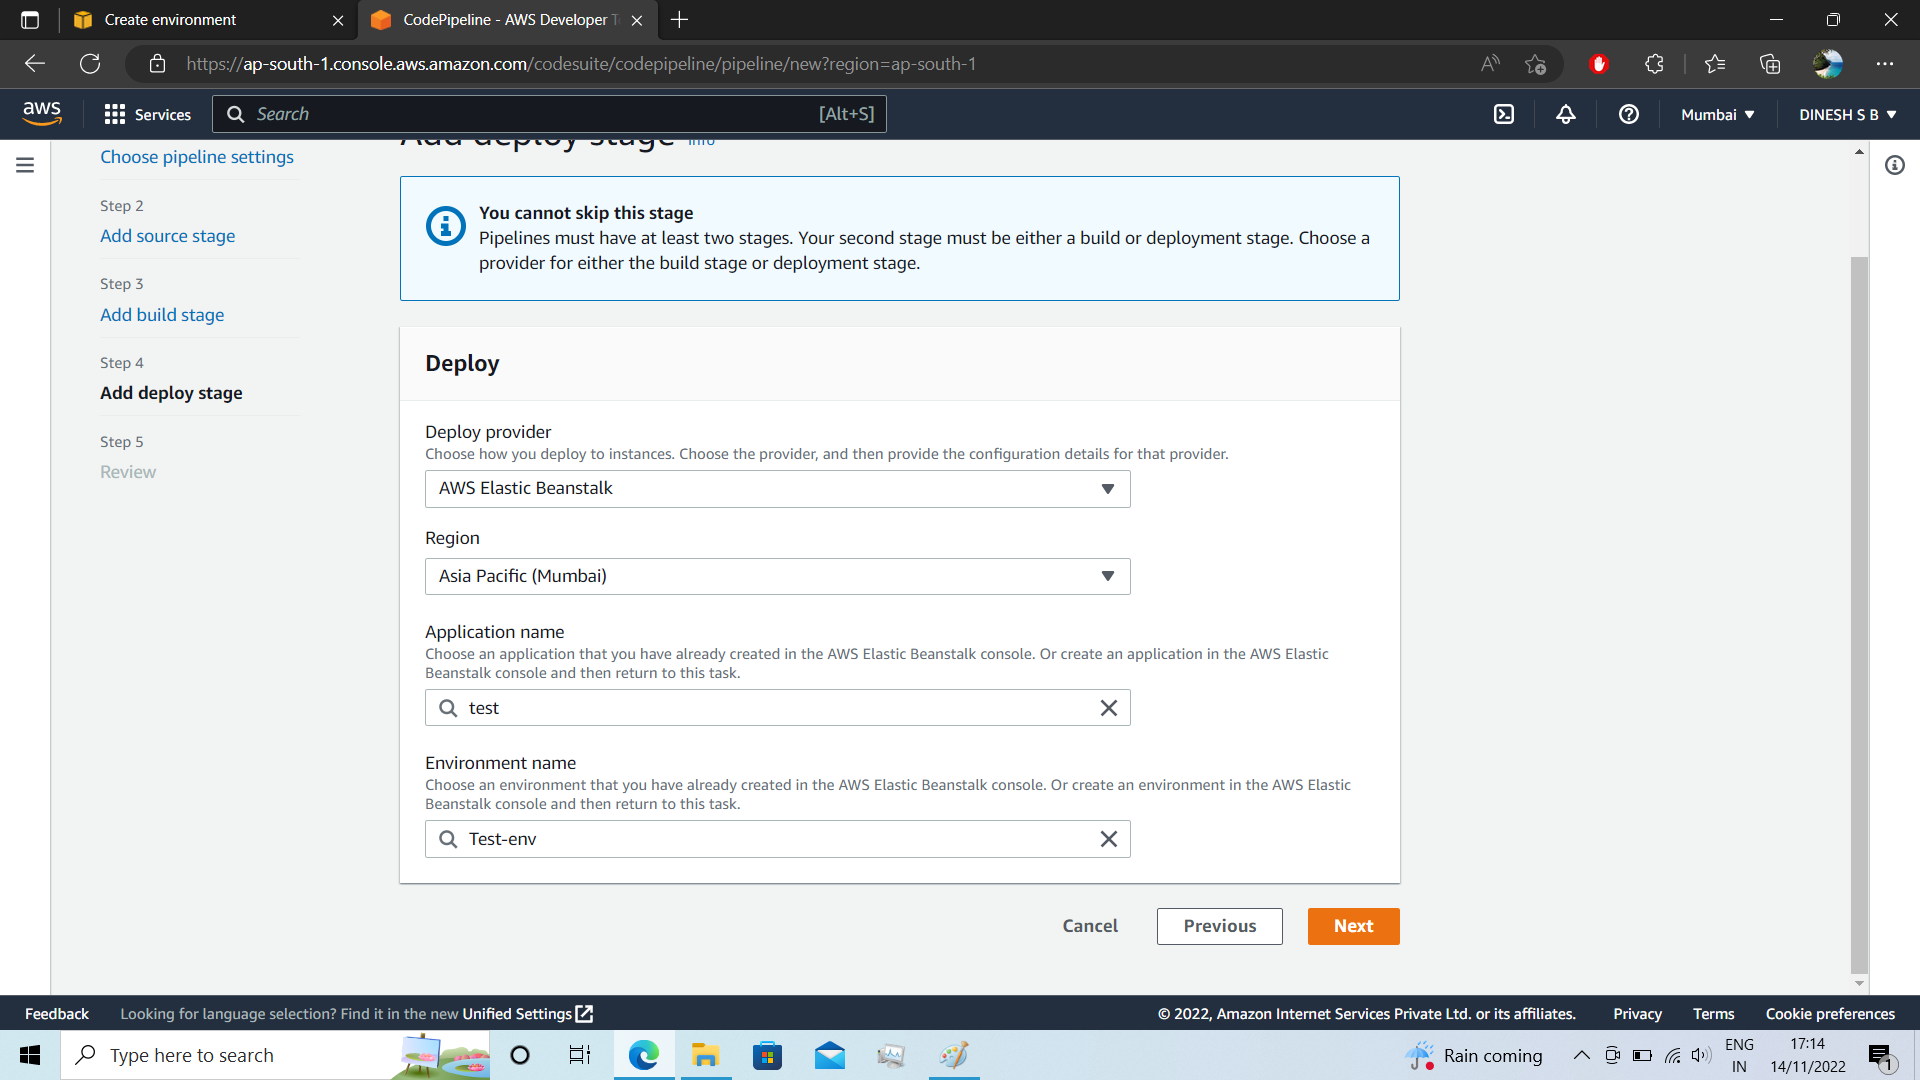 Create environment
CodePipeline - AWS Developer T
https://ap-south-1.console.aws.amazon.com/codesuite/codepipeline/pipeline/new?region=ap-south-1
aws
Services
Search
[Alt+S]
Mumbai
DINESH S B
Add deploy stage Info
Choose pipeline settings
Step 2
Add source stage
Step 3
Add build stage
Step 4
Add deploy stage
Step 5
Review
You cannot skip this stage
Pipelines must have at least two stages. Your second stage must be either a build or deployment stage. Choose a
provider for either the build stage or deployment stage.
Deploy
Deploy provider
Choose how you deploy to instances. Choose the provider, and then provide the configuration details for that provider.
AWS Elastic Beanstalk
Region
Asia Pacific (Mumbai)
Application name
Choose an application that you have already created in the AWS Elastic Beanstalk console. Or create an application in the AWS Elastic
Beanstalk console and then return to this task.
test
Environment name
Choose an environment that you have already created in the AWS Elastic Beanstalk console. Or create an environment in the AWS Elastic
Beanstalk console and then return to this task.
Test-env
Cancel
Previous
Next
Feedback
Looking for language selection? Find it in the new Unified Settings
© 2022, Amazon Internet Services Private Ltd. or its affiliates.
Privacy
Terms
Cookie preferences
Type here to search
Rain coming
ENG
IN
17:14
14/11/2022
1